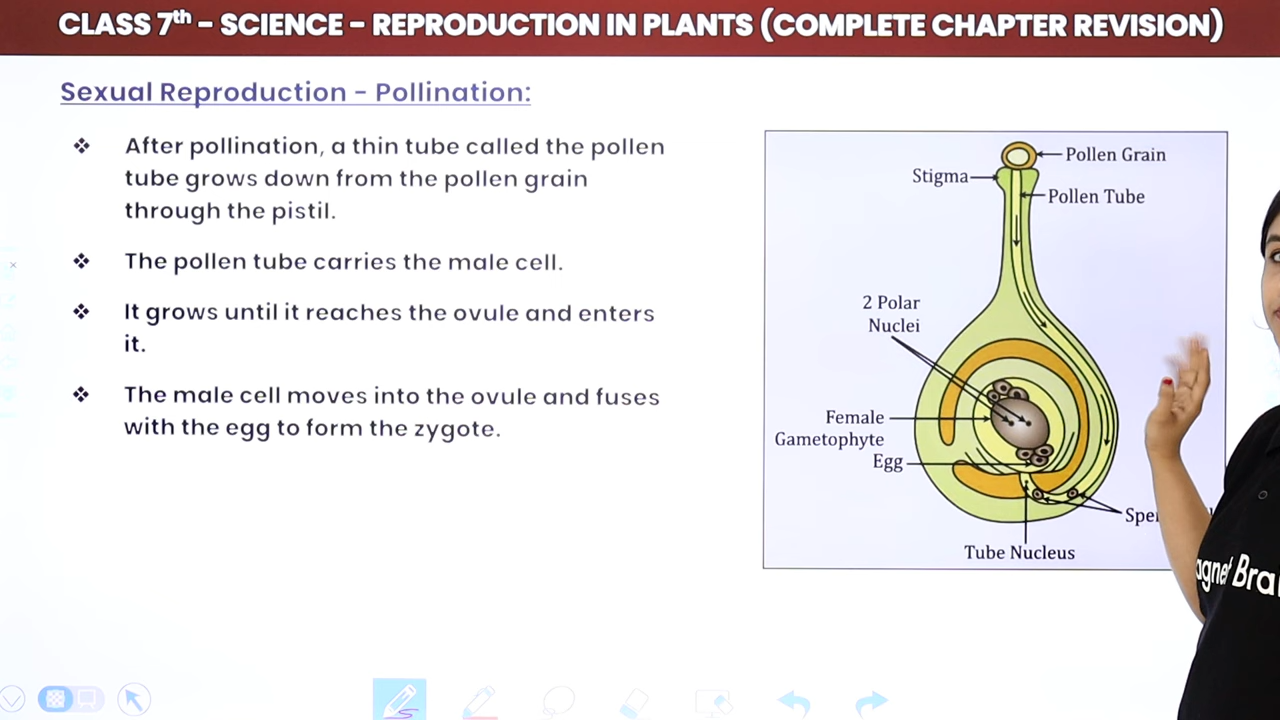 CLASS 7th – SCIENCE – REPRODUCTION IN PLANTS (COMPLETE CHAPTER REVISION)
Sexual Reproduction – Pollination:
❖ After pollination, a thin tube called the pollen
tube grows down from the pollen grain
through the pistil.
❖ The pollen tube carries the male cell.
❖ It grows until it reaches the ovule and enters
it.
❖ The male cell moves into the ovule and fuses
with the egg to form the zygote.
Pollen Grain
Stigma
Pollen Tube
2 Polar
Nuclei
Female
Gametophyte
Egg
Tube Nucleus